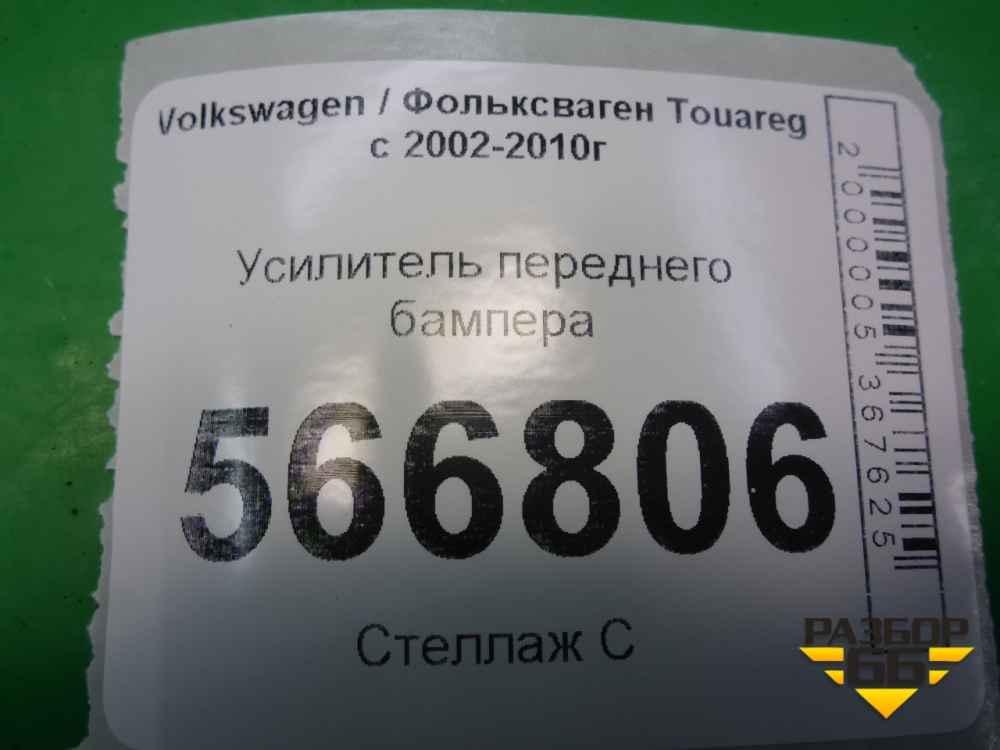 Volkswagen / Фольксваген Touareg
с 2002-2010г
Усилитель переднего
бампера
566806
Стеллаж С
2000005367625
РАЗБОР
66